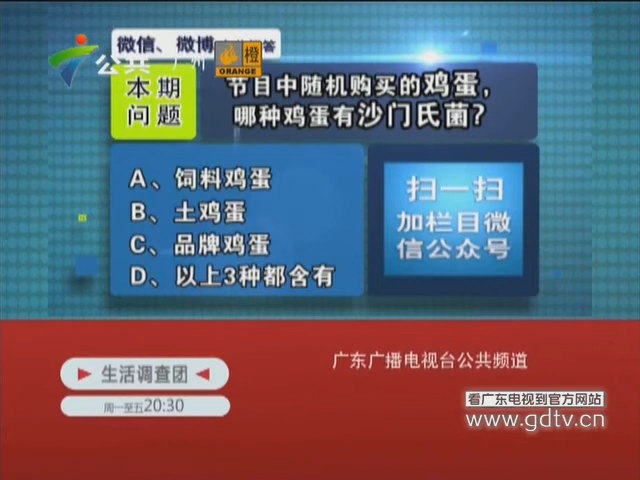 微信、微博
公共
橙
ORANGE
本期
问题
节目中随机购买的鸡蛋,
哪种鸡蛋有沙门氏菌?
A、饲料鸡蛋
B、土鸡蛋
C、品牌鸡蛋
D、以上3种都含有
扫一扫
加栏目微
信公众号
广东广播电视台公共频道
生活调查团
周一至五20:30
看广东电视到官方网站
www.gdtv.cn